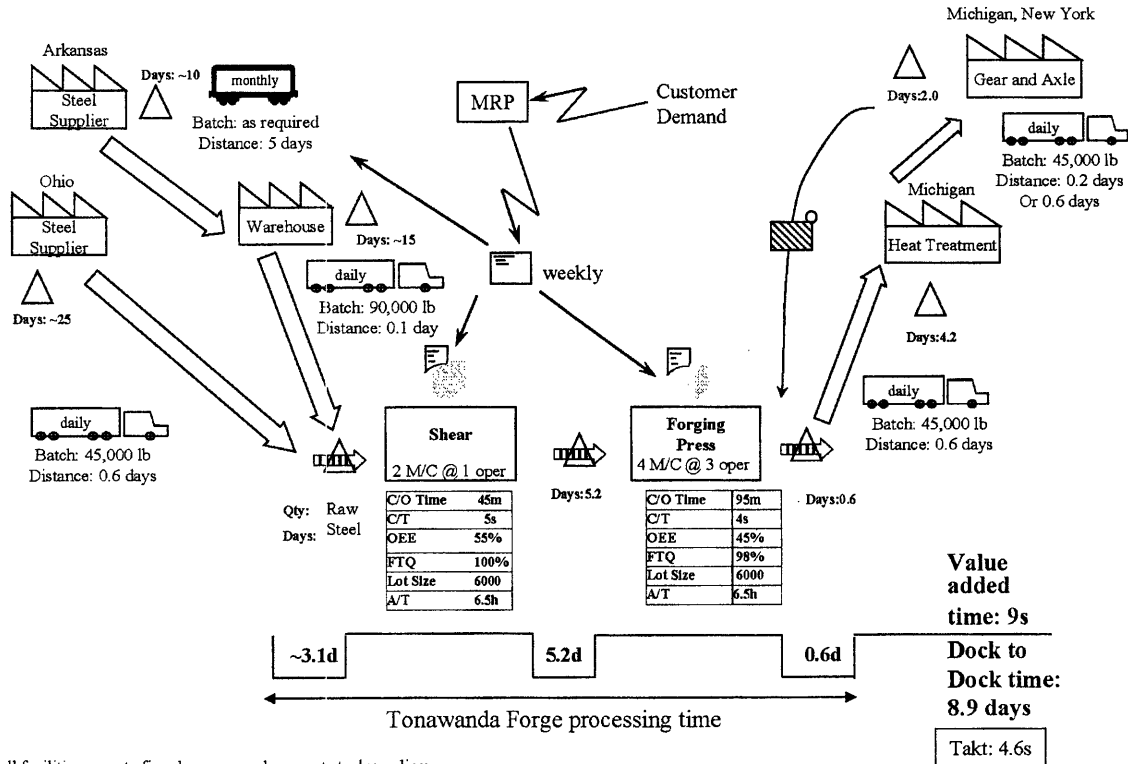 Michigan, New York
Arkansas
Days: ~10
monthly
Steel
Supplier
Batch: as required
Distance: 5 days
MRP
Customer
Demand
Days:2.0
Gear and Axle
daily
Batch: 45,000 lb
Distance: 0.2 days
Or 0.6 days
Ohio
Steel
Supplier
Days: ~25
Warehouse
Days: ~15
daily
Batch: 90,000 lb
Distance: 0.1 day
weekly
Michigan
Heat Treatment
Days:4.2
daily
Batch: 45,000 lb
Distance: 0.6 days
daily
Batch: 45,000 lb
Distance: 0.6 days
Shear
2 M/C @ 1 oper
Forging
Press
4 M/C @ 3 oper
Qty: Raw
Days: Steel
C/O Time 45m
C/T 5s
OEE 55%
FTQ 100%
Lot Size 6000
A/T 6.5h
Days:5.2
C/O Time 95m
C/T 4s
OEE 45%
FTQ 98%
Lot Size 6000
A/T 6.5h
Days:0.6
Value
added
time: 9s
~3.1d
5.2d
0.6d
Dock to
Dock time:
8.9 days
Tonawanda Forge processing time
Takt: 4.6s